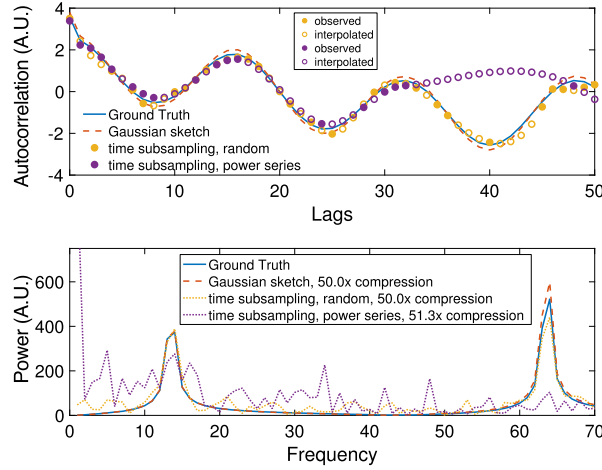 4
2
0
-2
-4
Autocorrelation (A.U.)
observed
interpolated
observed
interpolated
Ground Truth
Gaussian sketch
time subsampling, random
time subsampling, power series
0 10 20 30 40 50
Lags
600
400
200
0
Power (A.U.)
Ground Truth
Gaussian sketch, 50.0x compression
time subsampling, random, 50.0x compression
time subsampling, power series, 51.3x compression
0 10 20 30 40 50 60 70
Frequency